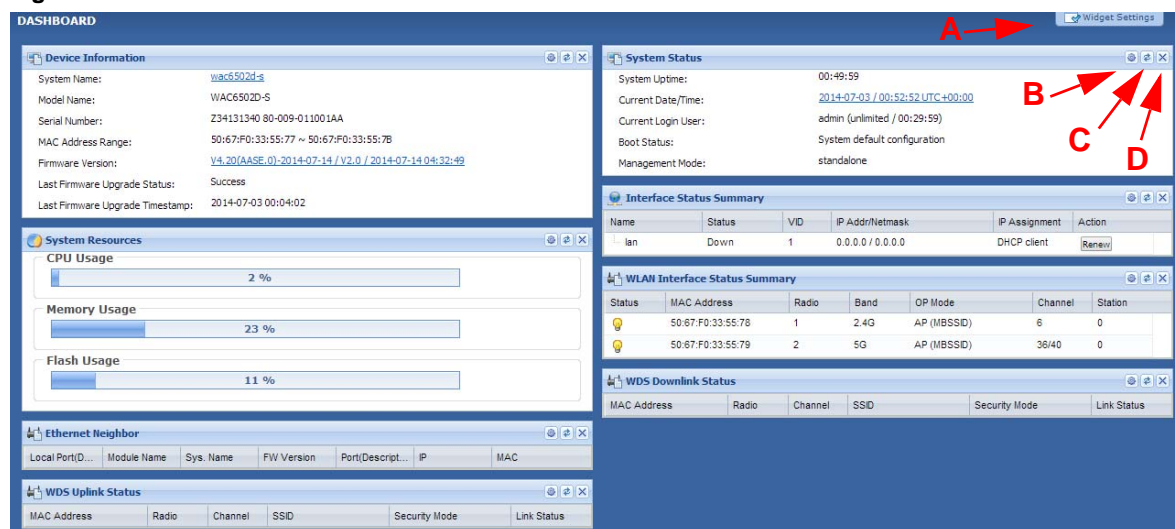 DASHBOARD
A
Widget Settings
Device Information
System Name: wac6502d-s
Model Name: WAC6502D-S
Serial Number: Z34131340 80-009-011001AA
MAC Address Range: 50:67:F0:33:55:77 ~ 50:67:F0:33:55:7B
Firmware Version: V4.20(AASE.0)-2014-07-14 / V2.0 / 2014-07-14 04:32:49
Last Firmware Upgrade Status: Success
Last Firmware Upgrade Timestamp: 2014-07-03 00:04:02
System Resources
CPU Usage
2 %
Memory Usage
23 %
Flash Usage
11 %
Ethernet Neighbor
Local Port(D... Module Name Sys. Name FW Version Port(Descript... IP MAC
WDS Uplink Status
MAC Address Radio Channel SSID Security Mode Link Status
System Status
System Uptime: 00:49:59
Current Date/Time: 2014-07-03 / 00:52:52 UTC+00:00
Current Login User: admin (unlimited / 00:29:59)
Boot Status: System default configuration
Management Mode: standalone
B
C
D
Interface Status Summary
Name Status VID IP Addr/Netmask IP Assignment Action
lan Down 1 0.0.0.0 / 0.0.0.0 DHCP client Renew
WLAN Interface Status Summary
Status MAC Address Radio Band OP Mode Channel Station
50:67:F0:33:55:78 1 2.4G AP (MBSSID) 6 0
50:67:F0:33:55:79 2 5G AP (MBSSID) 36/40 0
WDS Downlink Status
MAC Address Radio Channel SSID Security Mode Link Status